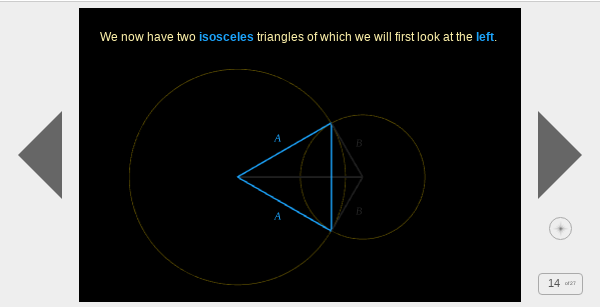 We now have two isosceles triangles of which we will first look at the left.
A
B
A
B
14 of 27